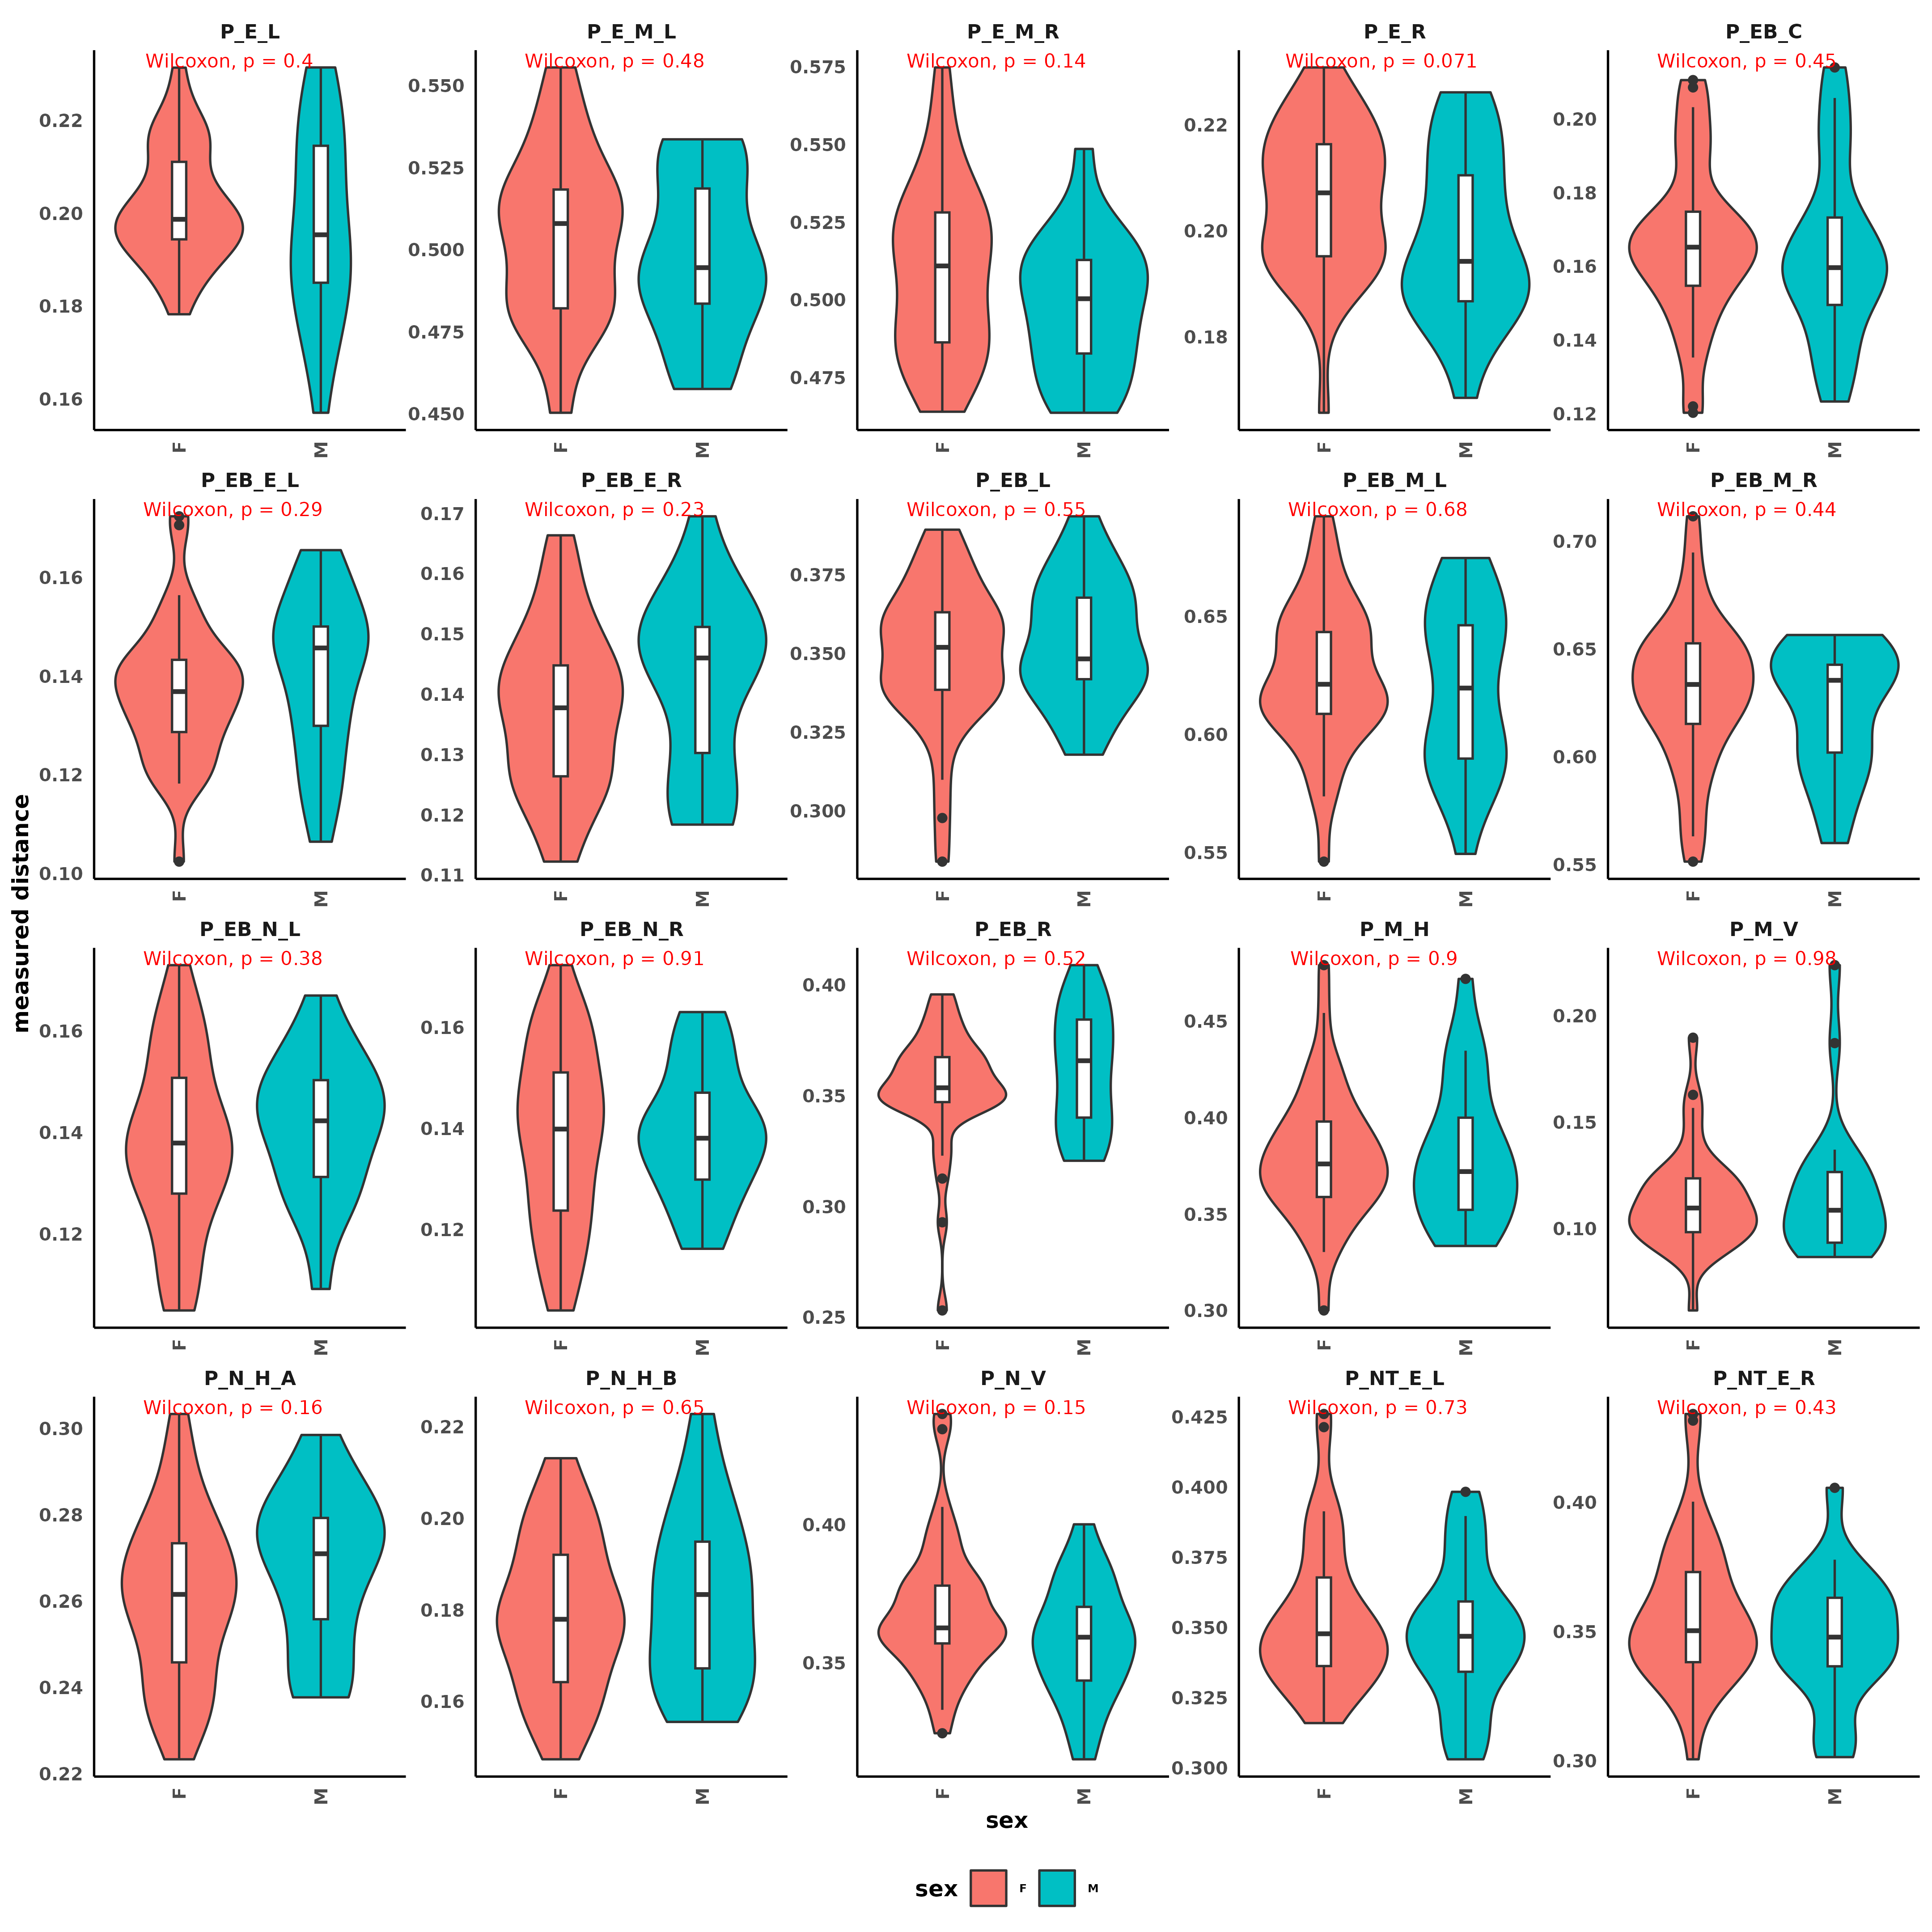 P_E_L P_E_M_L P_E_M_R P_E_R P_EB_C
Wilcoxon, p = 0.4 Wilcoxon, p = 0.48 Wilcoxon, p = 0.14 Wilcoxon, p = 0.071 Wilcoxon, p = 0.45
0.22 0.20 0.18 0.16
0.550 0.525 0.500 0.475 0.450
0.575 0.550 0.525 0.500 0.475
0.22 0.20 0.18
0.20 0.18 0.16 0.14 0.12
F M F M F M F M F M
P_EB_E_L P_EB_E_R P_EB_L P_EB_M_L P_EB_M_R
Wilcoxon, p = 0.29 Wilcoxon, p = 0.23 Wilcoxon, p = 0.55 Wilcoxon, p = 0.68 Wilcoxon, p = 0.44
0.16 0.14 0.12 0.10
0.17 0.16 0.15 0.14 0.13 0.12 0.11
0.375 0.350 0.325 0.300
0.65 0.60 0.55
0.70 0.65 0.60 0.55
F M F M F M F M F M
measured distance
P_EB_N_L P_EB_N_R P_EB_R P_M_H P_M_V
Wilcoxon, p = 0.38 Wilcoxon, p = 0.91 Wilcoxon, p = 0.52 Wilcoxon, p = 0.9 Wilcoxon, p = 0.98
0.16 0.14 0.12
0.16 0.14 0.12
0.40 0.35 0.30 0.25
0.45 0.40 0.35 0.30
0.20 0.15 0.10
F M F M F M F M F M
P_N_H_A P_N_H_B P_N_V P_NT_E_L P_NT_E_R
Wilcoxon, p = 0.16 Wilcoxon, p = 0.65 Wilcoxon, p = 0.15 Wilcoxon, p = 0.73 Wilcoxon, p = 0.43
0.30 0.28 0.26 0.24 0.22
0.22 0.20 0.18 0.16
0.40 0.35
0.425 0.400 0.375 0.350 0.325 0.300
0.40 0.35 0.30
F M F M F M F M F M
sex
sex F M